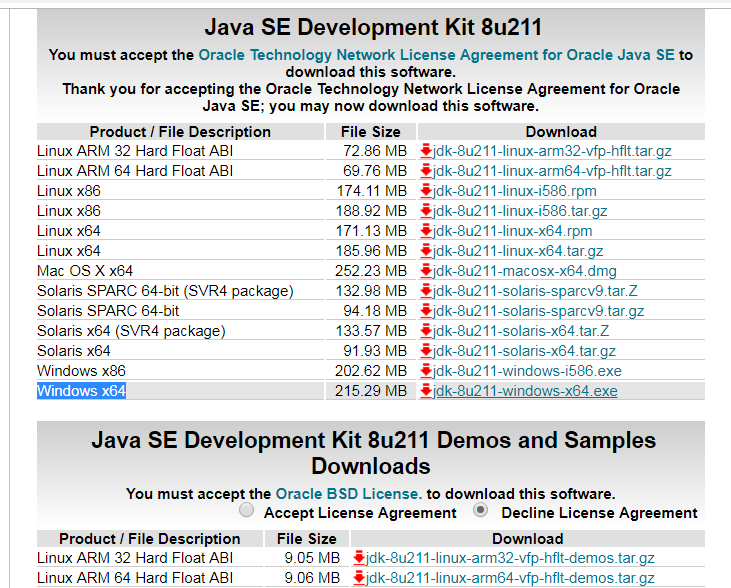 Java SE Development Kit 8u211
You must accept the Oracle Technology Network License Agreement for Oracle Java SE to
download this software.
Thank you for accepting the Oracle Technology Network License Agreement for Oracle
Java SE; you may now download this software.
Product / File Description File Size Download
Linux ARM 32 Hard Float ABI 72.86 MB jdk-8u211-linux-arm32-vfp-hflt.tar.gz
Linux ARM 64 Hard Float ABI 69.76 MB jdk-8u211-linux-arm64-vfp-hflt.tar.gz
Linux x86 174.11 MB jdk-8u211-linux-i586.rpm
Linux x86 188.92 MB jdk-8u211-linux-i586.tar.gz
Linux x64 171.13 MB jdk-8u211-linux-x64.rpm
Linux x64 185.96 MB jdk-8u211-linux-x64.tar.gz
Mac OS X x64 252.23 MB jdk-8u211-macosx-x64.dmg
Solaris SPARC 64-bit (SVR4 package) 132.98 MB jdk-8u211-solaris-sparcv9.tar.Z
Solaris SPARC 64-bit 94.18 MB jdk-8u211-solaris-sparcv9.tar.gz
Solaris x64 (SVR4 package) 133.57 MB jdk-8u211-solaris-x64.tar.Z
Solaris x64 91.93 MB jdk-8u211-solaris-x64.tar.gz
Windows x86 202.62 MB jdk-8u211-windows-i586.exe
Windows x64 215.29 MB jdk-8u211-windows-x64.exe
Java SE Development Kit 8u211 Demos and Samples
Downloads
You must accept the Oracle BSD License. to download this software.
Accept License Agreement Decline License Agreement
Product / File Description File Size Download
Linux ARM 32 Hard Float ABI 9.05 MB jdk-8u211-linux-arm32-vfp-hflt-demos.tar.gz
Linux ARM 64 Hard Float ABI 9.06 MB jdk-8u211-linux-arm64-vfp-hflt-demos.tar.gz